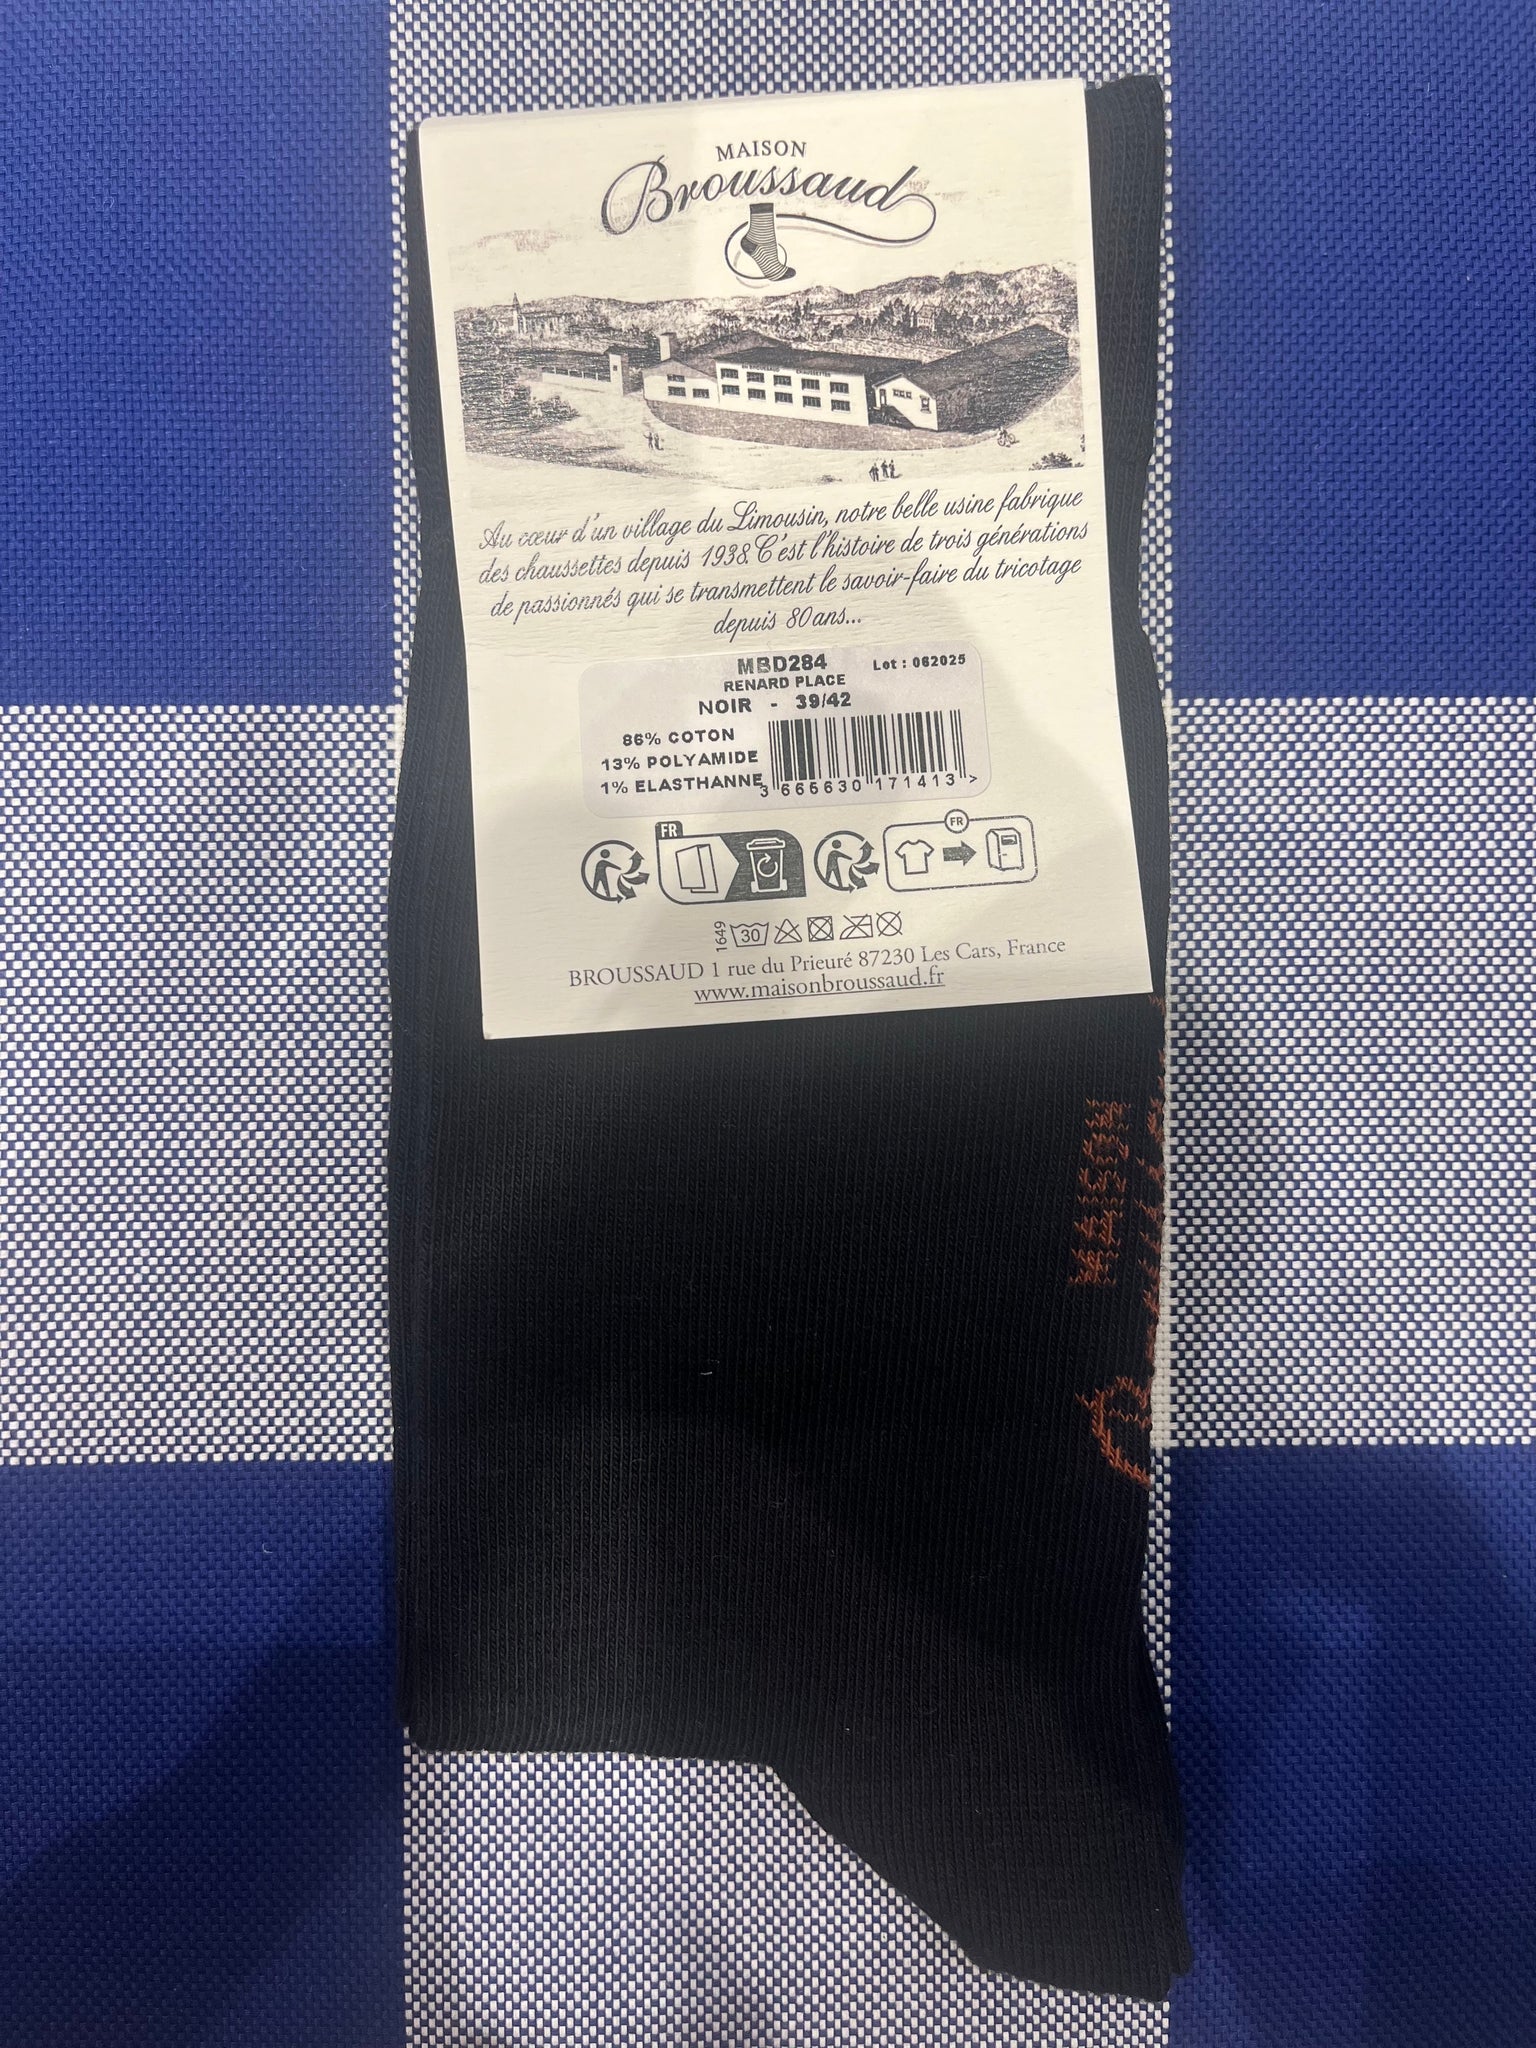 MAISON
Broussaud
BROUSSAUD CHAUSSETTES
Au cœur d'un village du Limousin, notre belle usine fabrique
des chaussettes depuis 1938. C'est l'histoire de trois générations
de passionnés qui se transmettent le savoir-faire du tricotage
depuis 80 ans...
MBD284 Lot : 062025
RENARD PLACE
NOIR - 39/42
86% COTON
13% POLYAMIDE
1% ELASTHANNE
3 665630 171413 >
FR
FR
1649
30
BROUSSAUD 1 rue du Prieuré 87230 Les Cars, France
www.maisonbroussaud.fr
MAISON